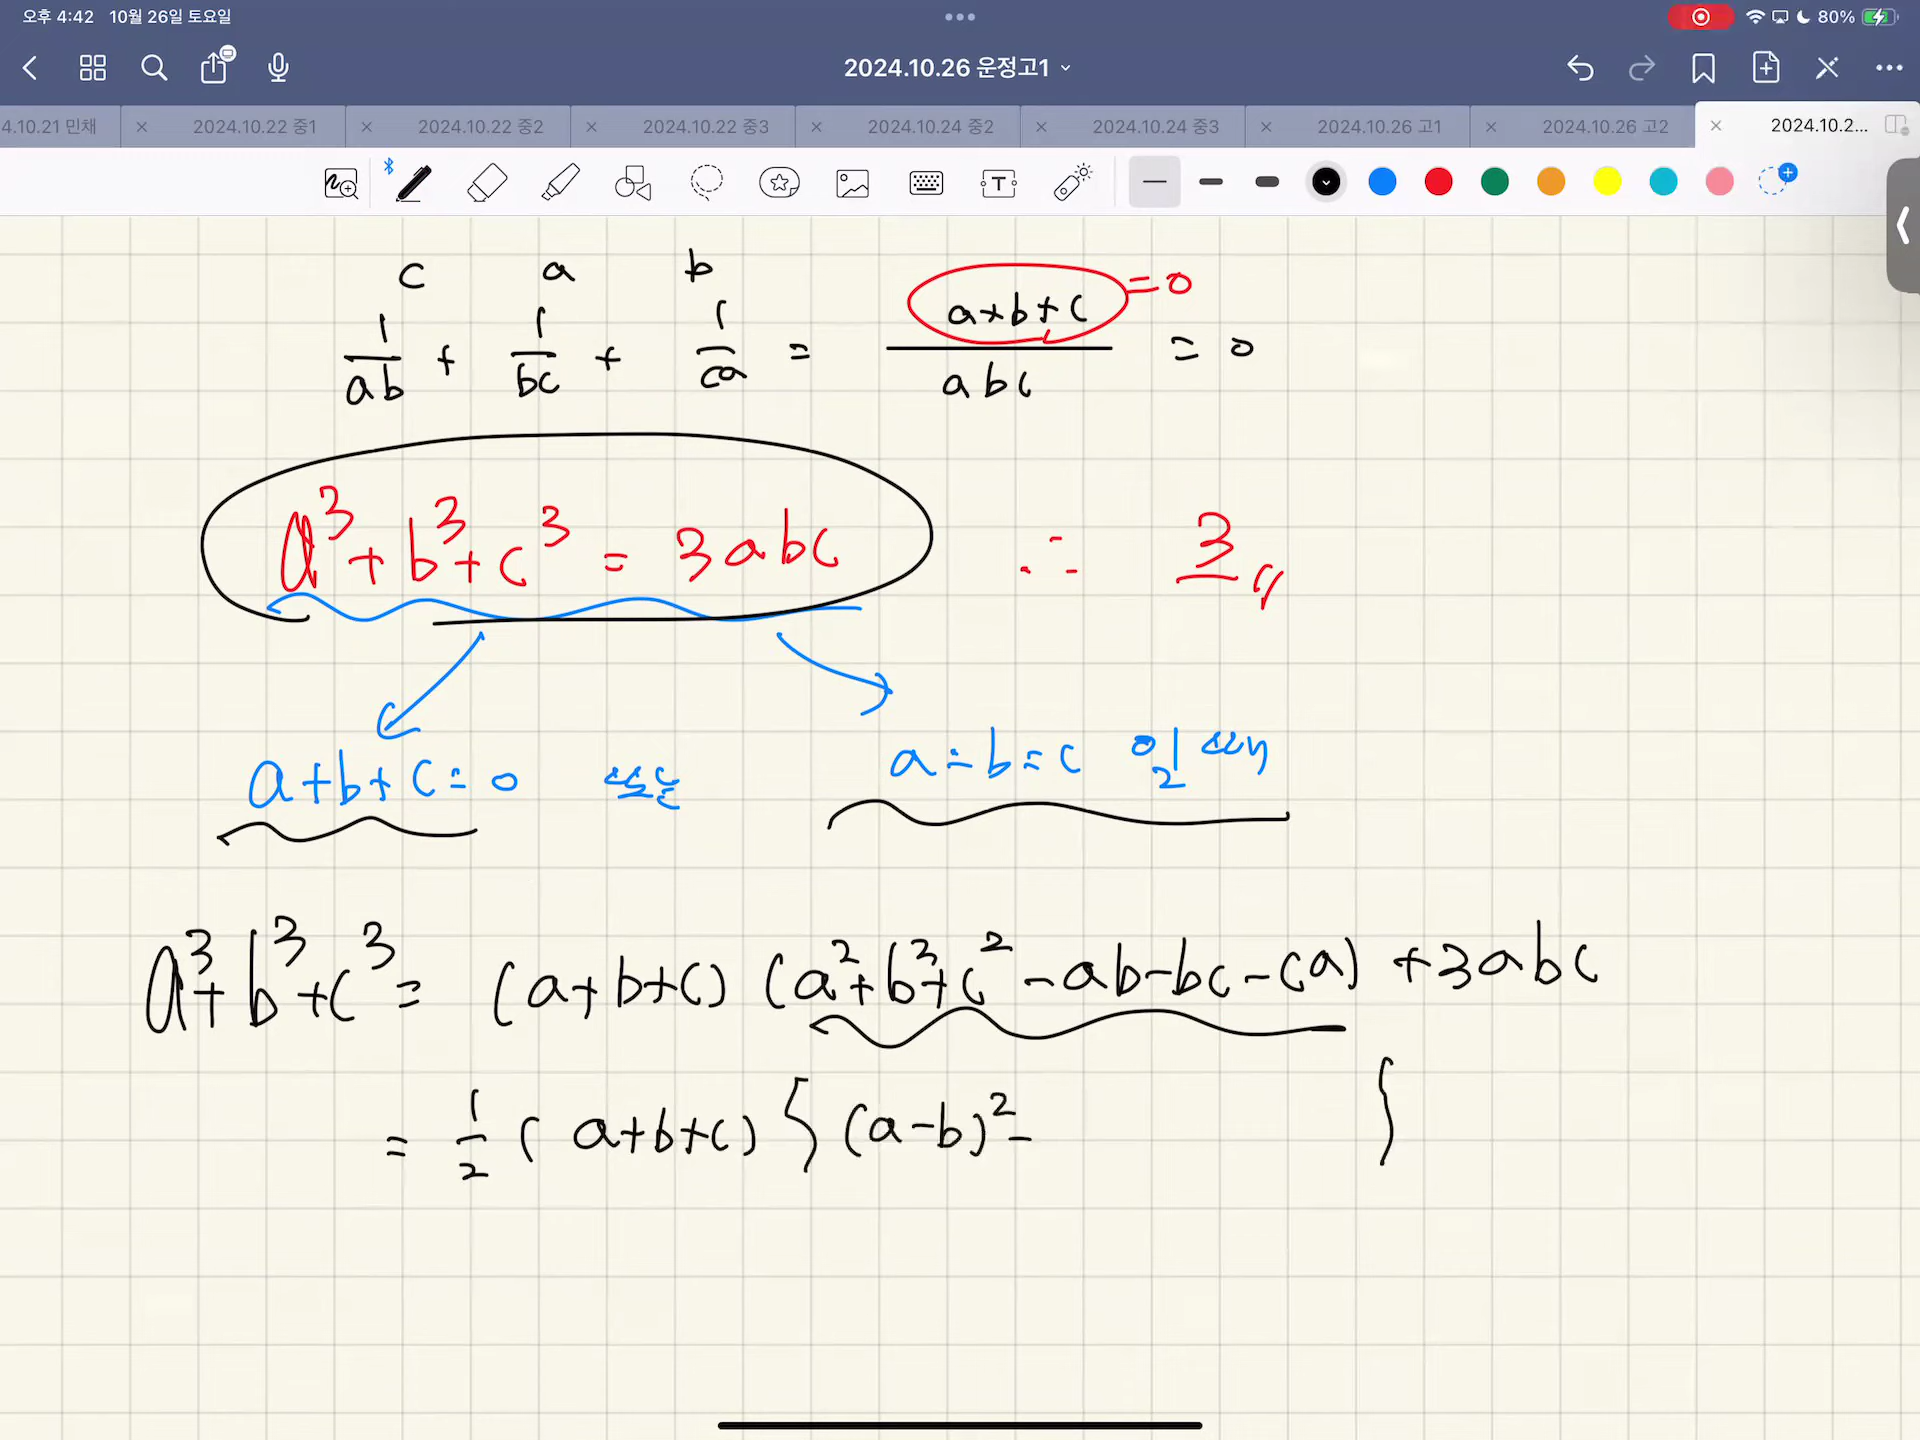 오후 4:42 10월 26일 토요일
80%
2024.10.26 운정고1
4.10.21 민채
2024.10.22 중1
2024.10.22 중2
2024.10.22 중3
2024.10.24 중2
2024.10.24 중3
2024.10.26 고1
2024.10.26 고2
2024.10.2...
c a b
1/ab + 1/bc + 1/ca = (a+b+c)/abc = 0
=0
a³+b³+c³ = 3abc ∴ 3
a+b+c=0 또는
a=b=c 일 때
a³+b³+c³ = (a+b+c) (a²+b³+c² -ab-bc-ca) +3abc
= 1/2 (a+b+c) { (a-b)² - }